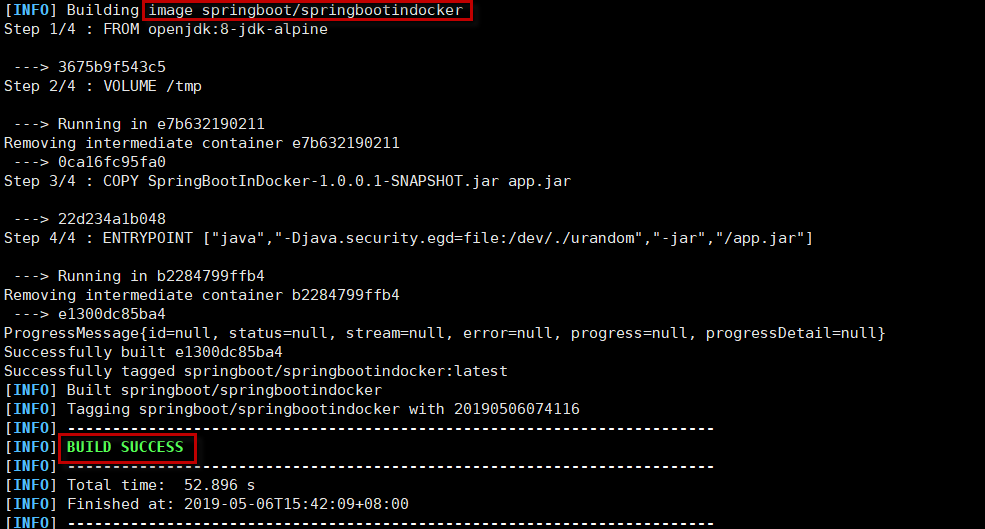 [INFO] Building image springboot/springbootindocker
Step 1/4 : FROM openjdk:8-jdk-alpine
---> 3675b9f543c5
Step 2/4 : VOLUME /tmp
---> Running in e7b632190211
Removing intermediate container e7b632190211
---> 0ca16fc95fa0
Step 3/4 : COPY SpringBootInDocker-1.0.0.1-SNAPSHOT.jar app.jar
---> 22d234a1b048
Step 4/4 : ENTRYPOINT ["java","-Djava.security.egd=file:/dev/./urandom","-jar","/app.jar"]
---> Running in b2284799ffb4
Removing intermediate container b2284799ffb4
---> e1300dc85ba4
ProgressMessage{id=null, status=null, stream=null, error=null, progress=null, progressDetail=null}
Successfully built e1300dc85ba4
Successfully tagged springboot/springbootindocker:latest
[INFO] Built springboot/springbootindocker
[INFO] Tagging springboot/springbootindocker with 20190506074116
[INFO] ------------------------------------------------------------------------
[INFO] BUILD SUCCESS
[INFO] ------------------------------------------------------------------------
[INFO] Total time:  52.896 s
[INFO] Finished at: 2019-05-06T15:42:09+08:00
[INFO] ------------------------------------------------------------------------